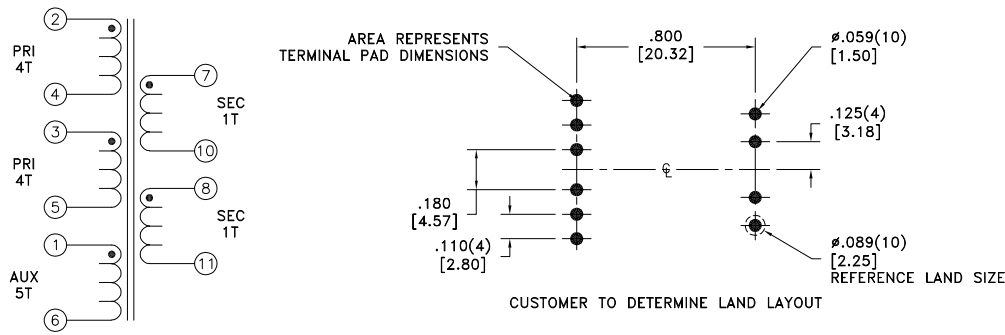 2
PRI
4T
4
3
PRI
4T
5
1
AUX
5T
6
7
SEC
1T
10
8
SEC
1T
11
AREA REPRESENTS
TERMINAL PAD DIMENSIONS
.800
[20.32]
ø.059(10)
[1.50]
.125(4)
[3.18]
℄
.180
[4.57]
.110(4)
[2.80]
ø.089(10)
[2.25]
REFERENCE LAND SIZE
CUSTOMER TO DETERMINE LAND LAYOUT